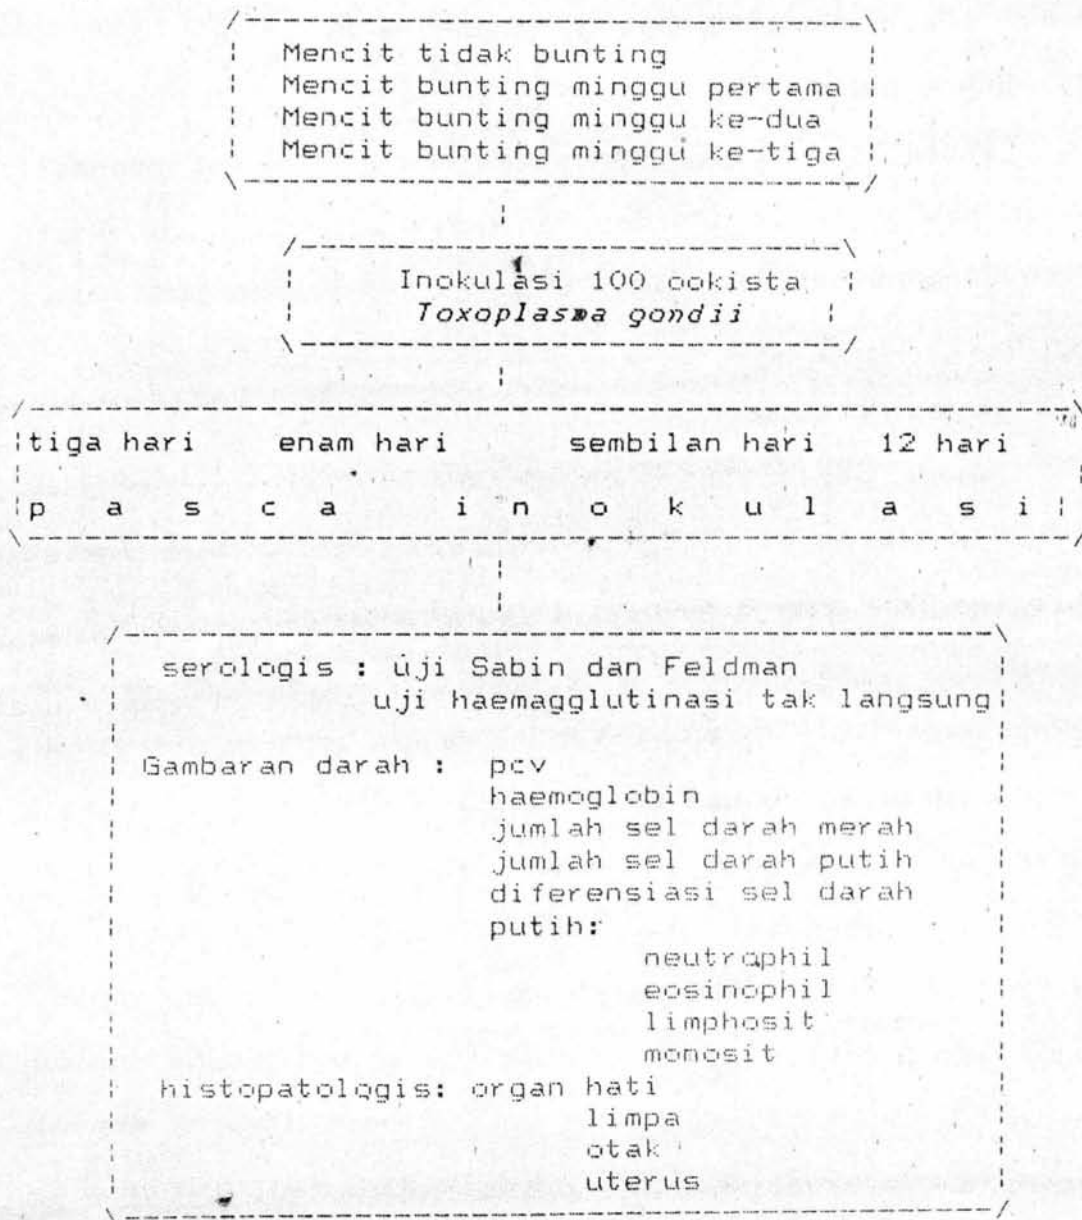 Mencit tidak bunting
Mencit bunting minggu pertama
Mencit bunting minggu ke-dua
Mencit bunting minggu ke-tiga
Inokulasi 100 ookista
Toxoplasma gondii
tiga hari enam hari sembilan hari 12 hari
p a s c a i n o k u l a s i
serologis : uji Sabin dan Feldman
uji haemagglutinasi tak langsung
Gambaran darah : pcv
haemoglobin
jumlah sel darah merah
jumlah sel darah putih
diferensiasi sel darah
putih:
neutrophil
eosinophil
limphosit
momosit
histopatologis: organ hati
limpa
otak
uterus